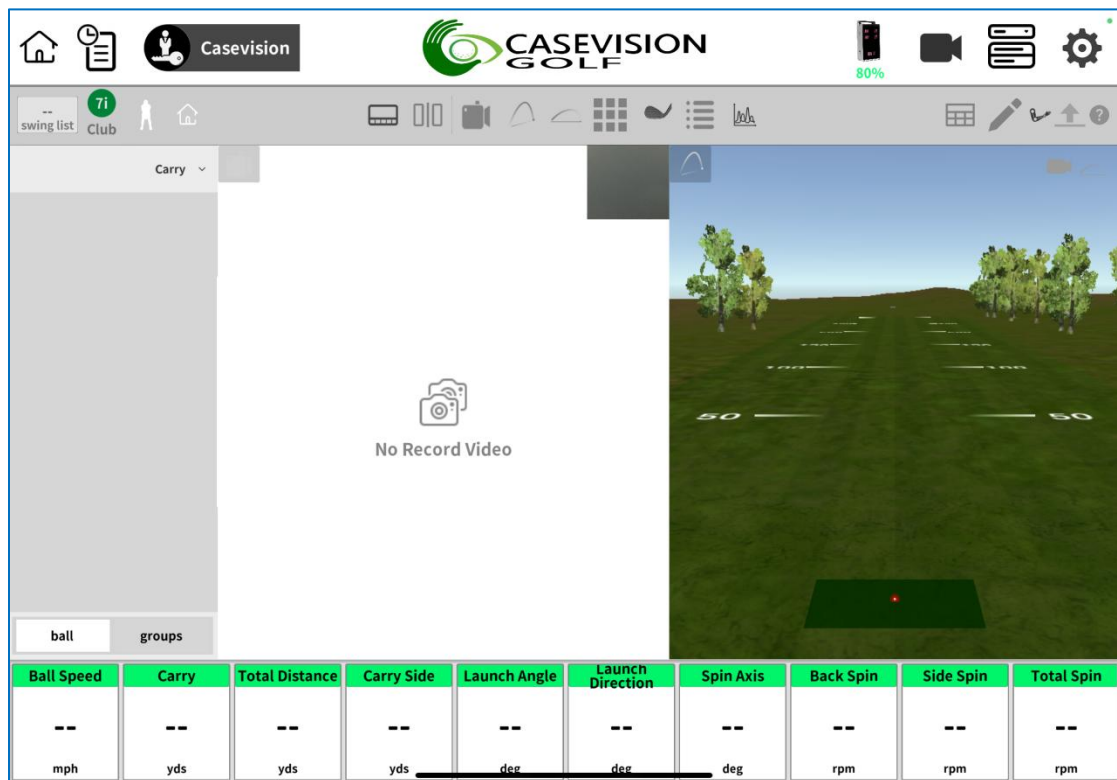 Casevision
CASEVISION
GOLF
80%
--
swing list
7i
Club
?
Carry
No Record Video
100
100
50
50
ball
groups
Ball Speed
Carry
Total Distance
Carry Side
Launch Angle
Launch
Direction
Spin Axis
Back Spin
Side Spin
Total Spin
--
--
--
--
--
--
--
--
--
--
mph
yds
yds
yds
deg
deg
deg
rpm
rpm
rpm